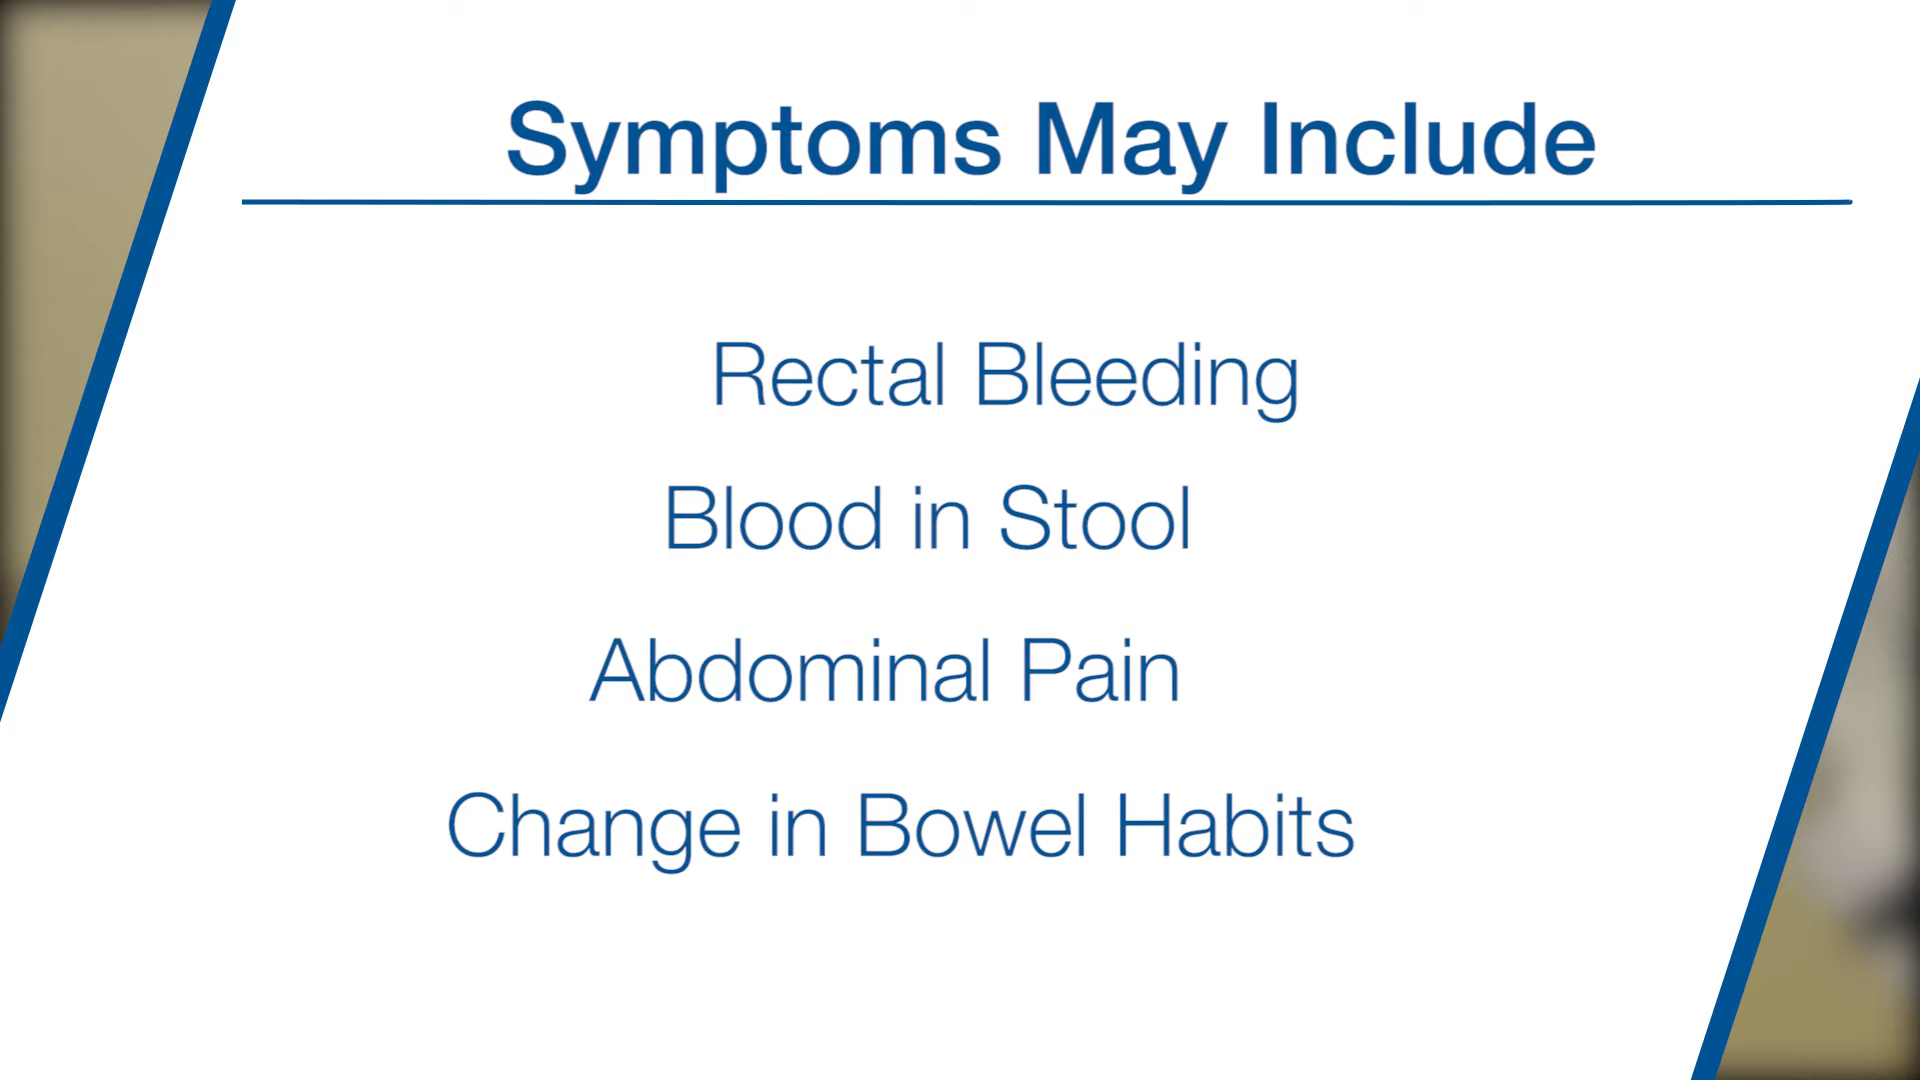 Symptoms May Include
Rectal Bleeding
Blood in Stool
Abdominal Pain
Change in Bowel Habits